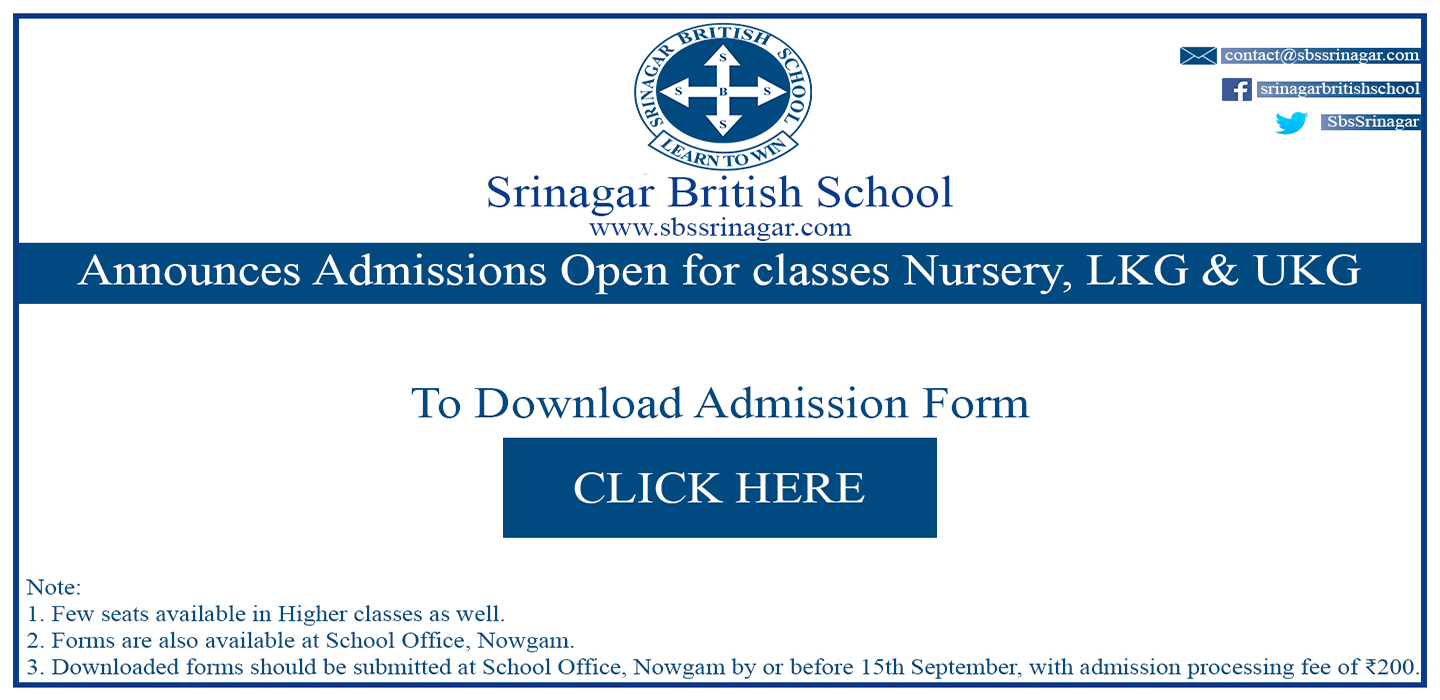 SRINAGAR BRITISH SCHOOL
S
S B S
S
LEARN TO WIN
contact@sbssrinagar.com
srinagarbritishschool
SbsSrinagar
Srinagar British School
www.sbssrinagar.com
Announces Admissions Open for classes Nursery, LKG & UKG
To Download Admission Form
CLICK HERE
Note:
1. Few seats available in Higher classes as well.
2. Forms are also available at School Office, Nowgam.
3. Downloaded forms should be submitted at School Office, Nowgam by or before 15th September, with admission processing fee of ₹200.